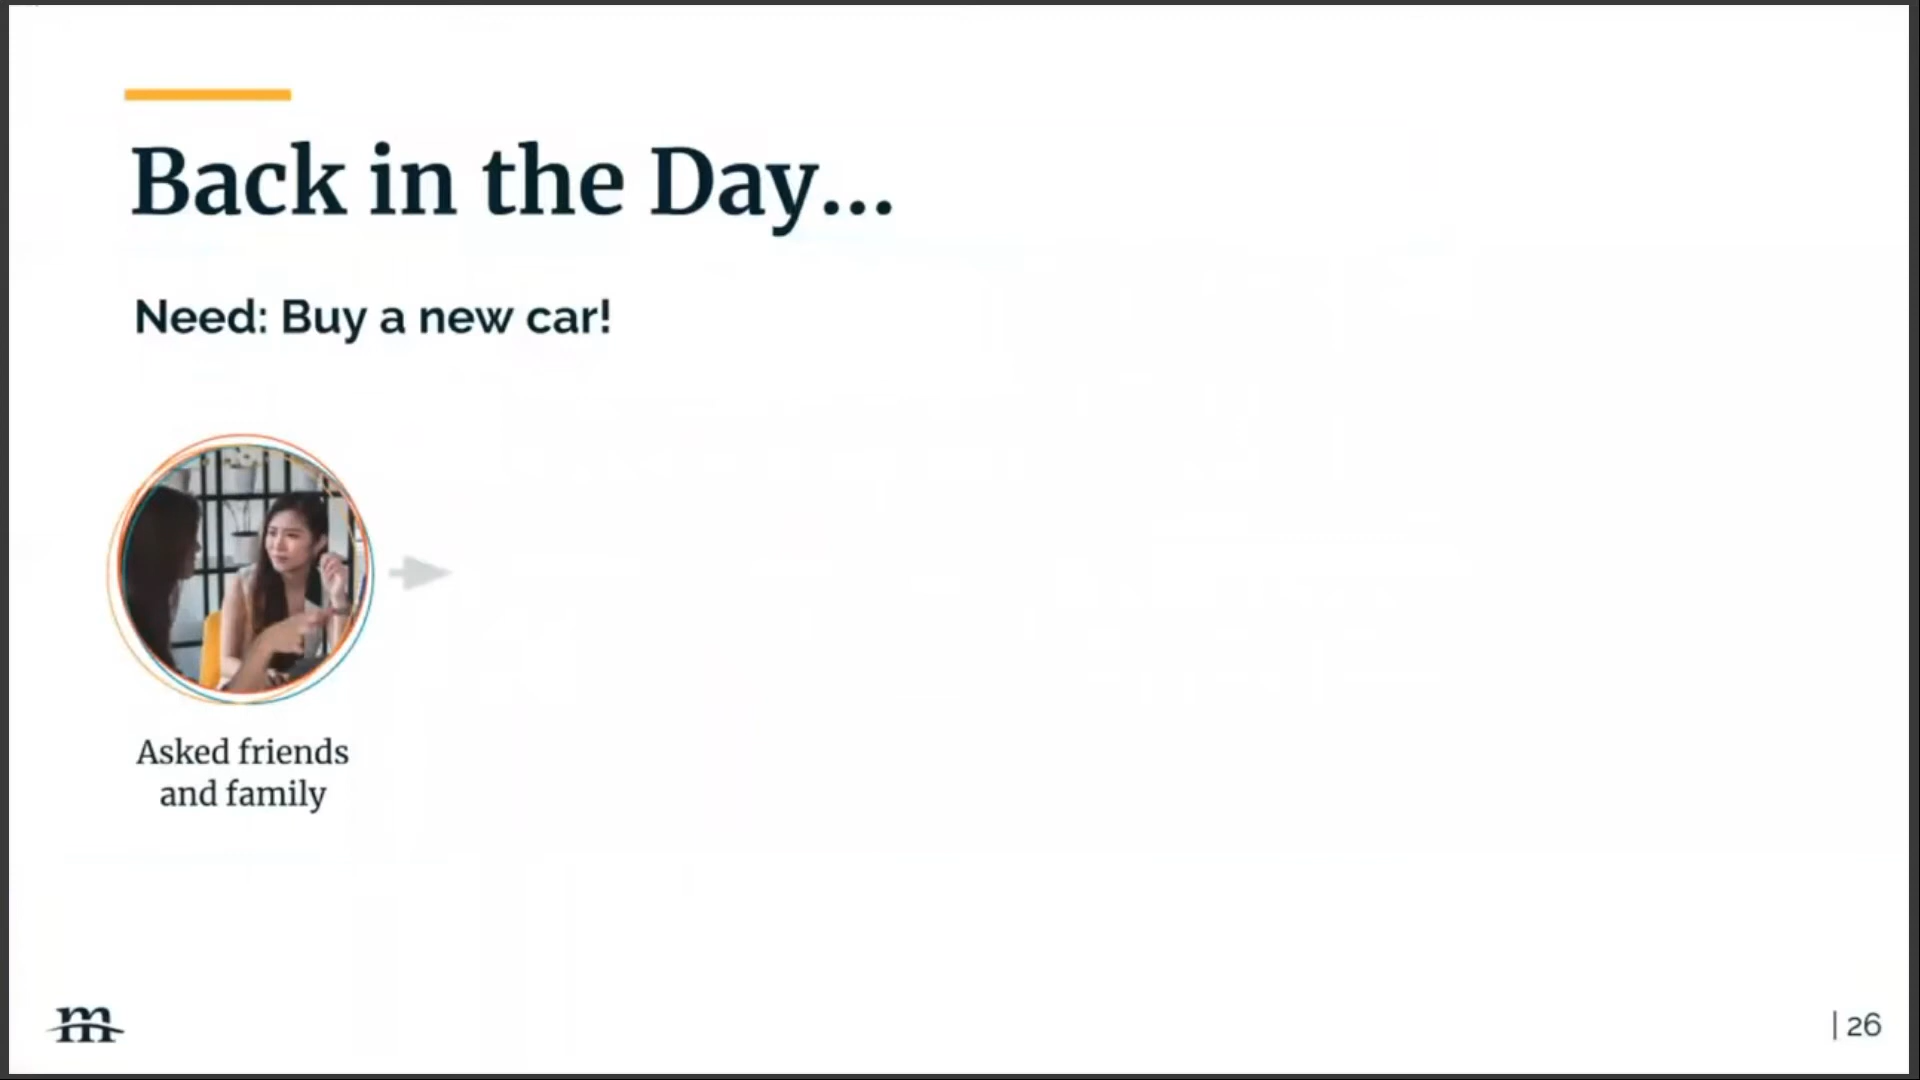 Back in the Day...
Need: Buy a new car!
Asked friends
and family
m
| 26